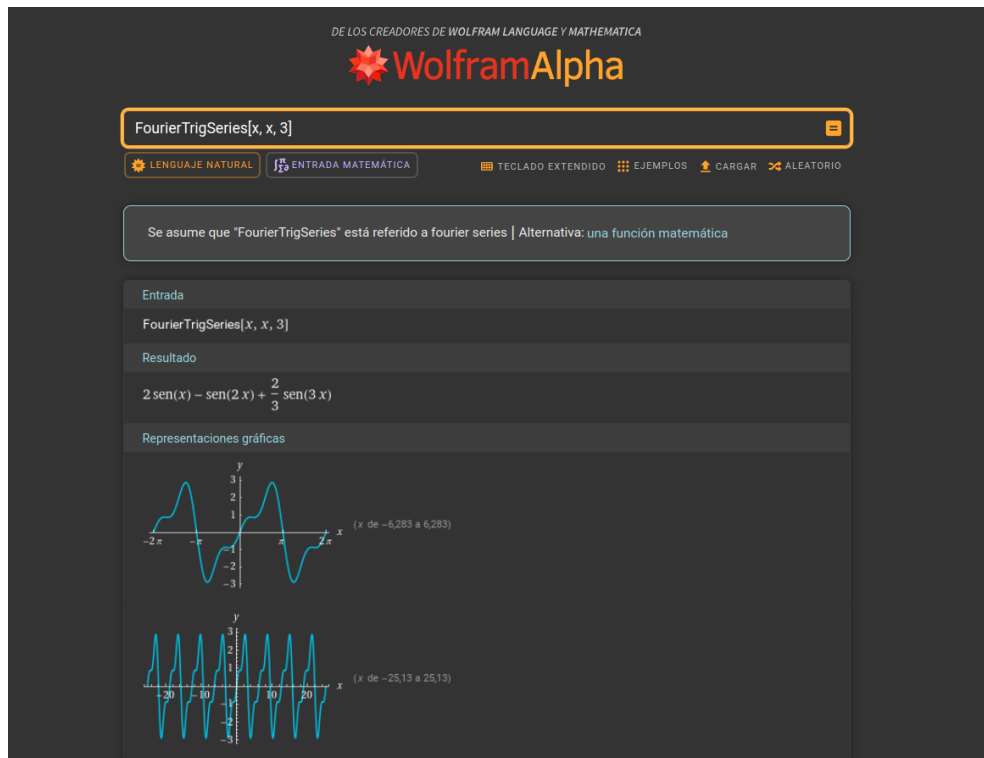 DE LOS CREADORES DE WOLFRAM LANGUAGE Y MATHEMATICA
WolframAlpha
FourierTrigSeries[x, x, 3]
LENGUAJE NATURAL
∫Σ∂π ENTRADA MATEMÁTICA
TECLADO EXTENDIDO
EJEMPLOS
CARGAR
ALEATORIO
Se asume que "FourierTrigSeries" está referido a fourier series | Alternativa: una función matemática
Entrada
FourierTrigSeries[x, x, 3]
Resultado
2 sen(x) − sen(2 x) + 2/3 sen(3 x)
Representaciones gráficas
y
3
2
1
−2 π
−π
π
2 π
x
(x de −6,283 a 6,283)
−1
−2
−3
y
3
2
1
−20
−10
10
20
x
(x de −25,13 a 25,13)
−1
−2
−3